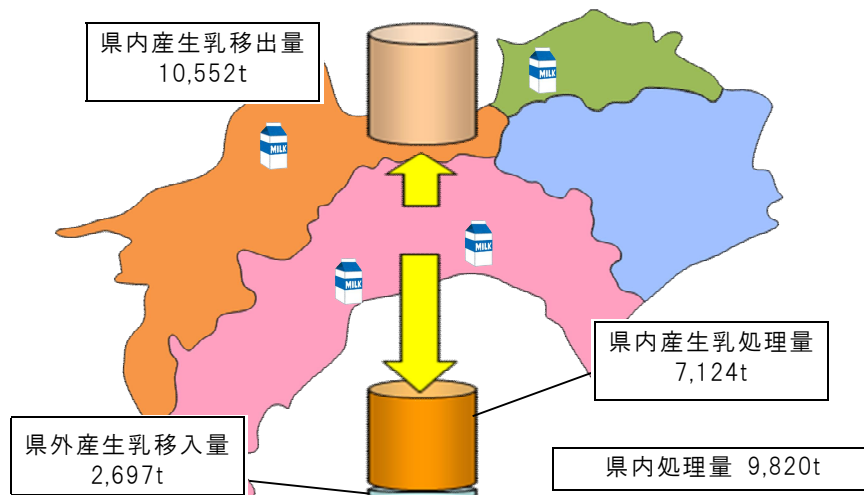 県内産生乳移出量
10,552t
MILK
MILK
MILK
MILK
県内産生乳処理量
7,124t
県外産生乳移入量
2,697t
県内処理量 9,820t